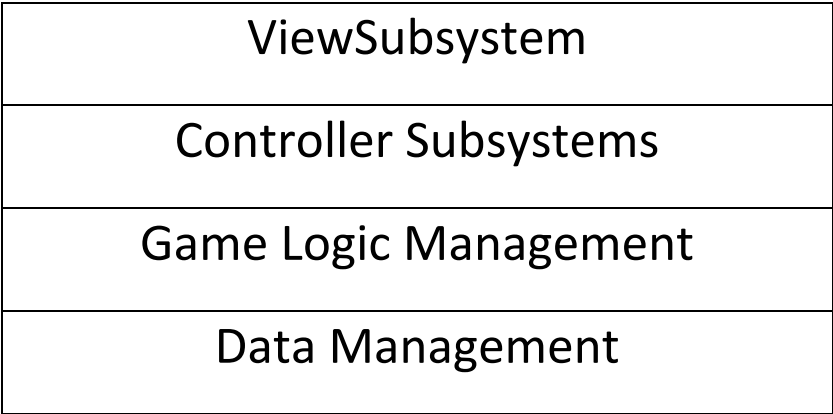 ViewSubsystem
Controller Subsystems
Game Logic Management
Data Management